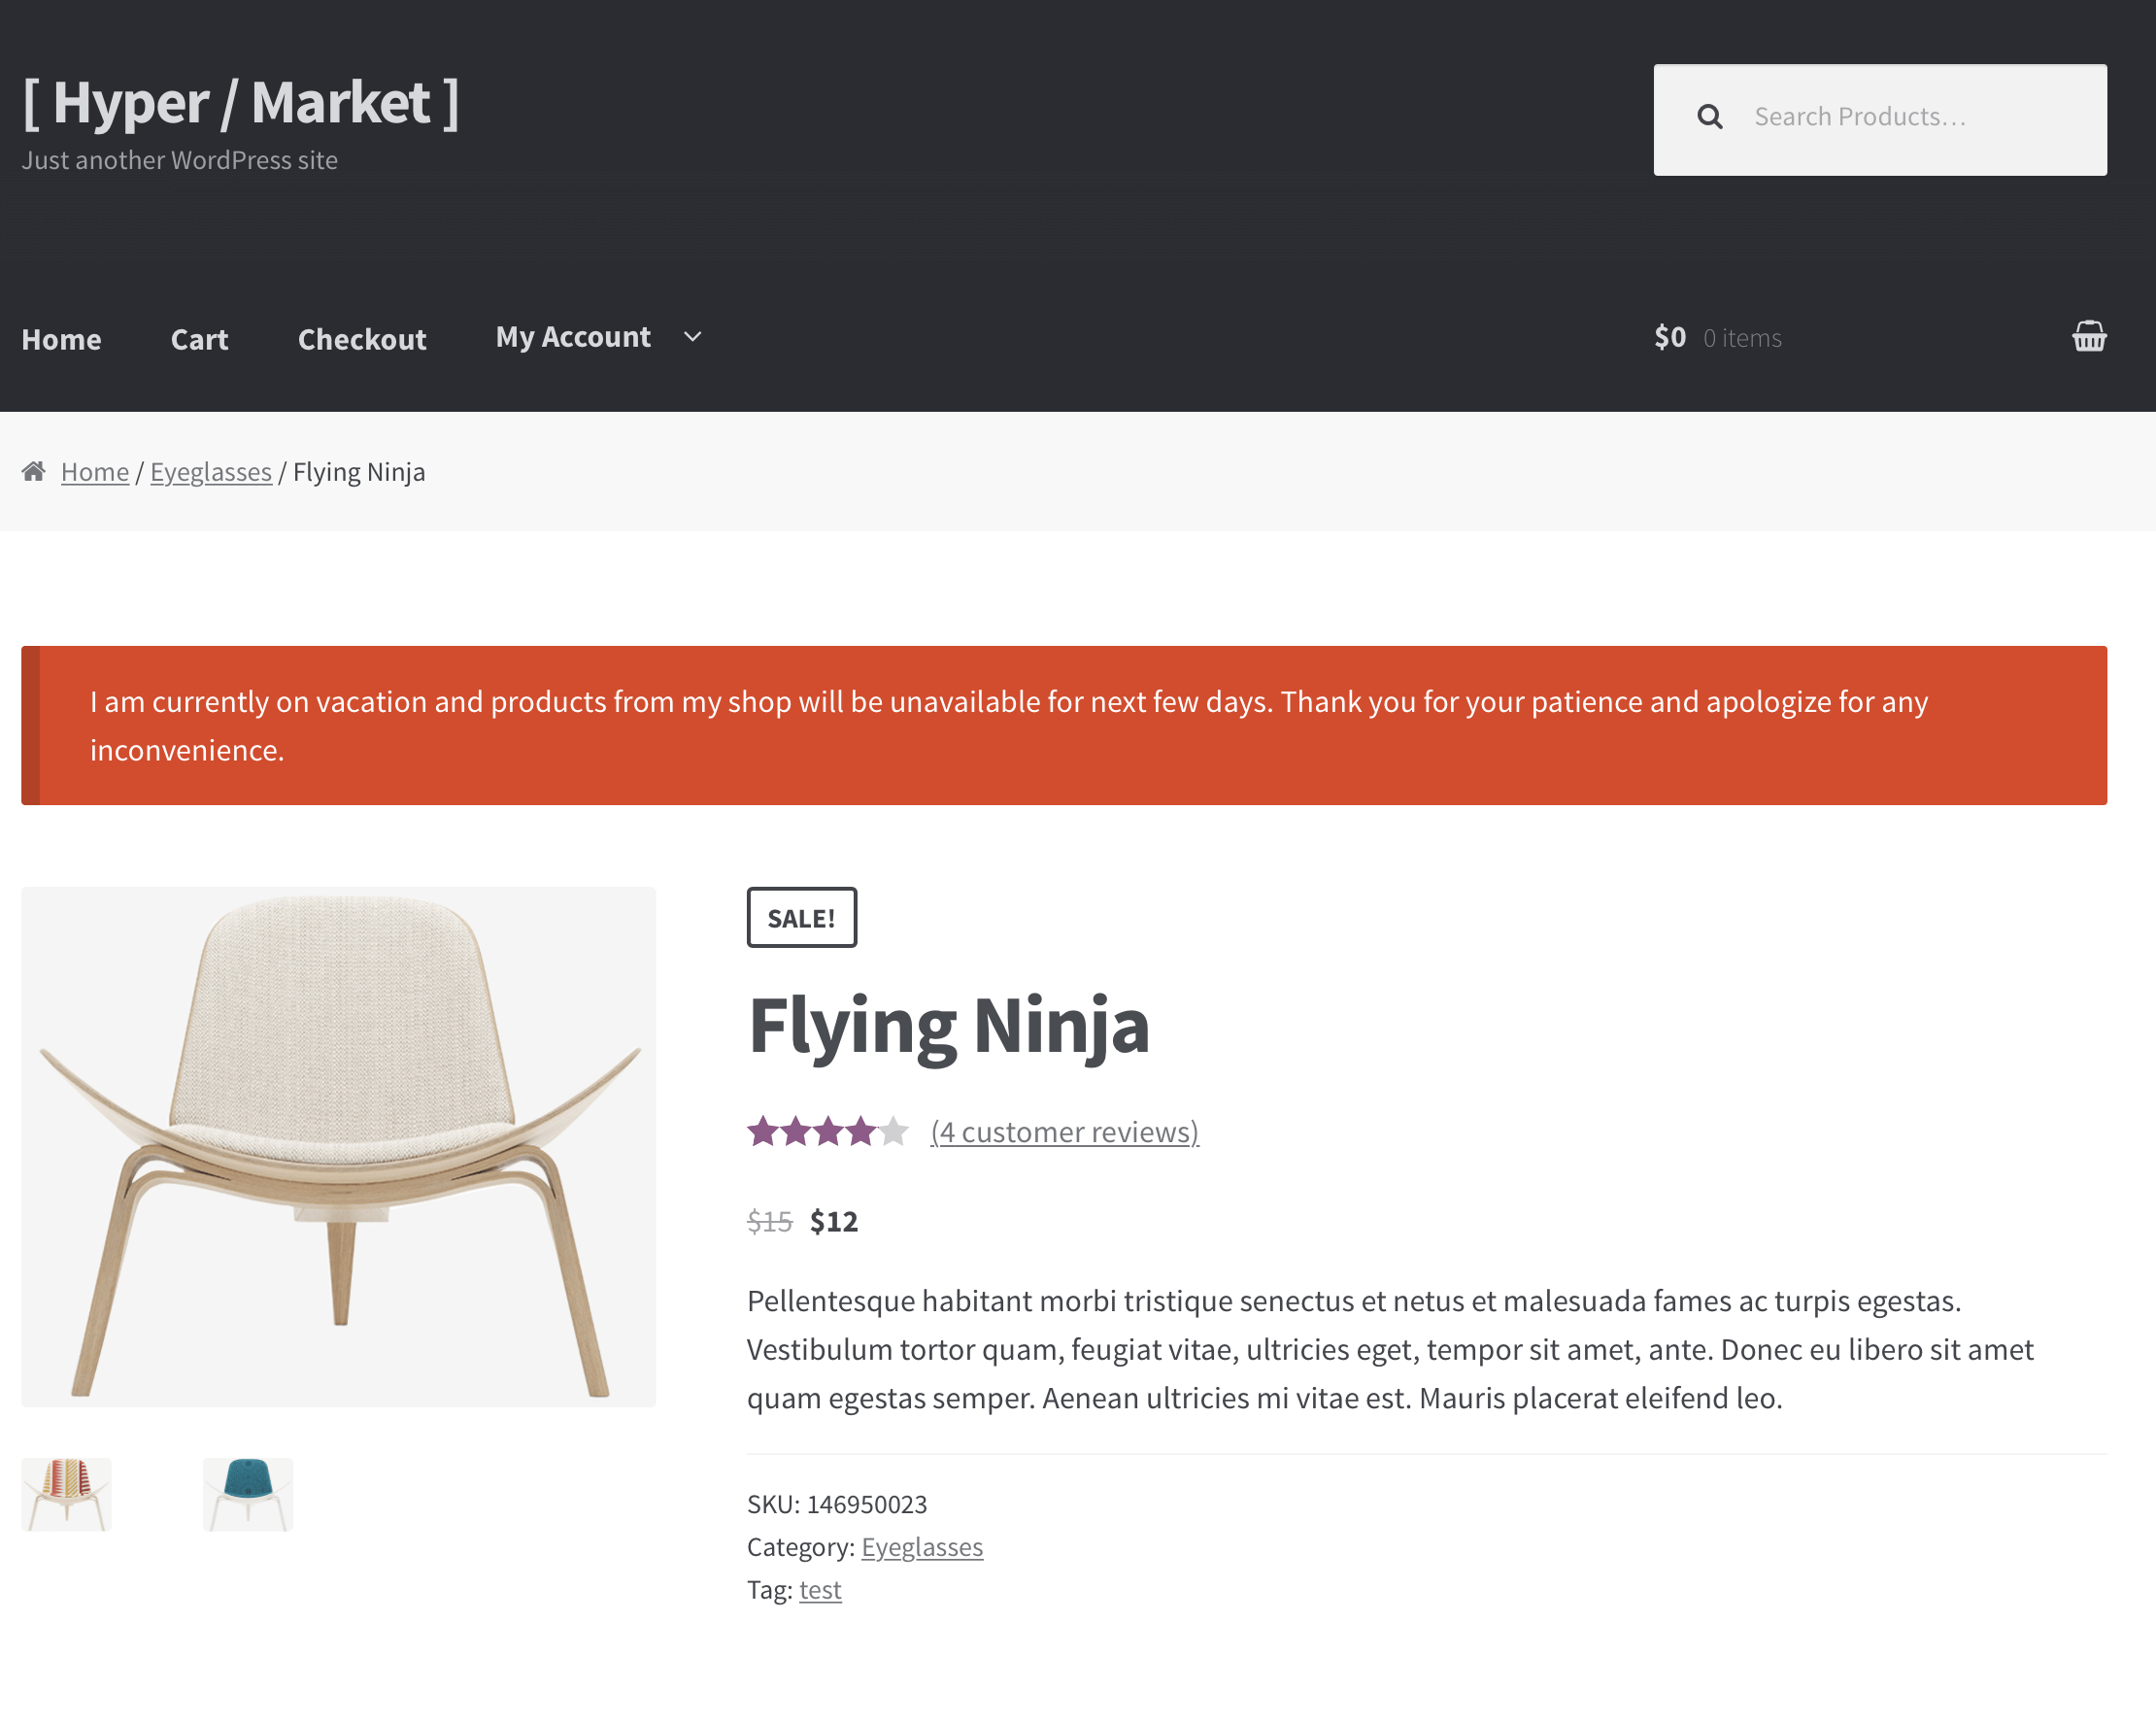 [ Hyper / Market ]
Just another WordPress site
Search Products…
Home
Cart
Checkout
My Account
$0 0 items
Home / Eyeglasses / Flying Ninja
I am currently on vacation and products from my shop will be unavailable for next few days. Thank you for your patience and apologize for any
inconvenience.
SALE!
Flying Ninja
(4 customer reviews)
$15 $12
Pellentesque habitant morbi tristique senectus et netus et malesuada fames ac turpis egestas.
Vestibulum tortor quam, feugiat vitae, ultricies eget, tempor sit amet, ante. Donec eu libero sit amet
quam egestas semper. Aenean ultricies mi vitae est. Mauris placerat eleifend leo.
SKU: 146950023
Category: Eyeglasses
Tag: test